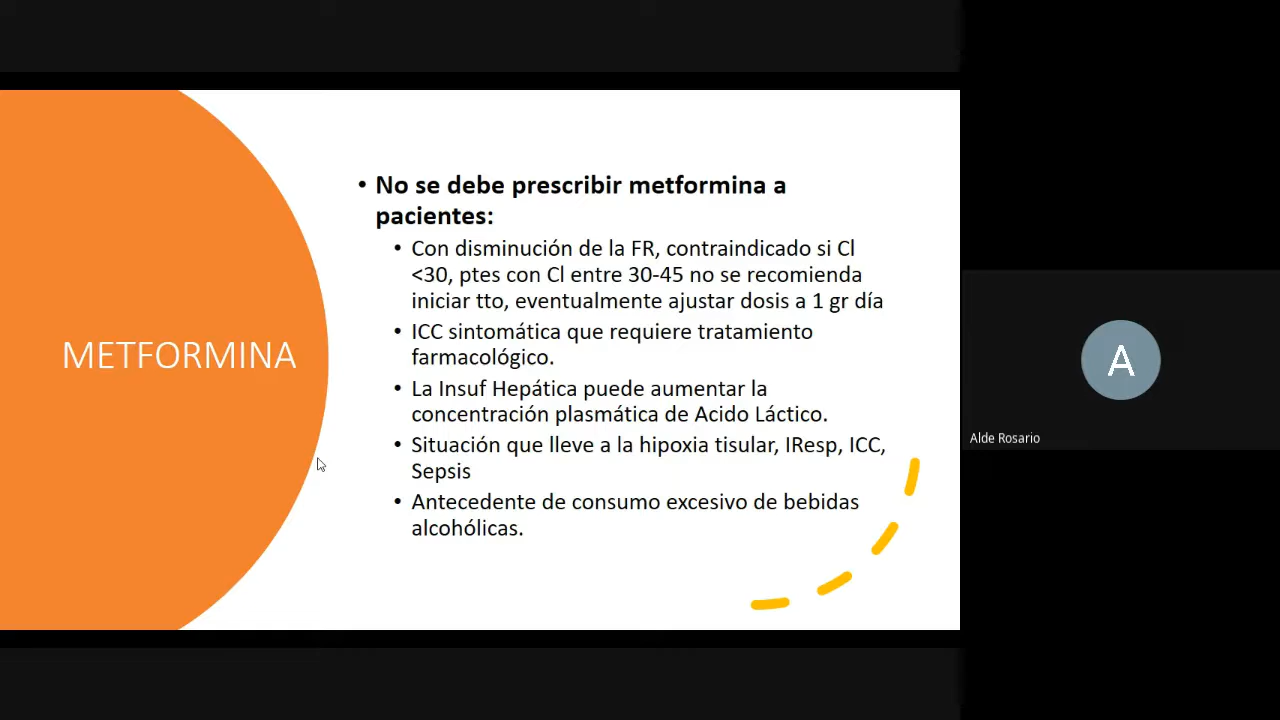 METFORMINA
• No se debe prescribir metformina a
pacientes:
• Con disminución de la FR, contraindicado si Cl
<30, ptes con Cl entre 30-45 no se recomienda
iniciar tto, eventualmente ajustar dosis a 1 gr día
• ICC sintomática que requiere tratamiento
farmacológico.
• La Insuf Hepática puede aumentar la
concentración plasmática de Acido Láctico.
• Situación que lleve a la hipoxia tisular, IResp, ICC,
Sepsis
• Antecedente de consumo excesivo de bebidas
alcohólicas.
A
Alde Rosario